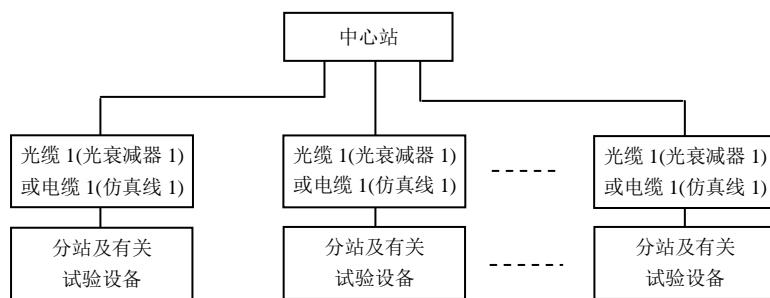 中心站
光缆 1(光衰减器 1)
或电缆 1(仿真线 1)
光缆 1(光衰减器 1)
或电缆 1(仿真线 1)
光缆 1(光衰减器 1)
或电缆 1(仿真线 1)
分站及有关
试验设备
分站及有关
试验设备
分站及有关
试验设备